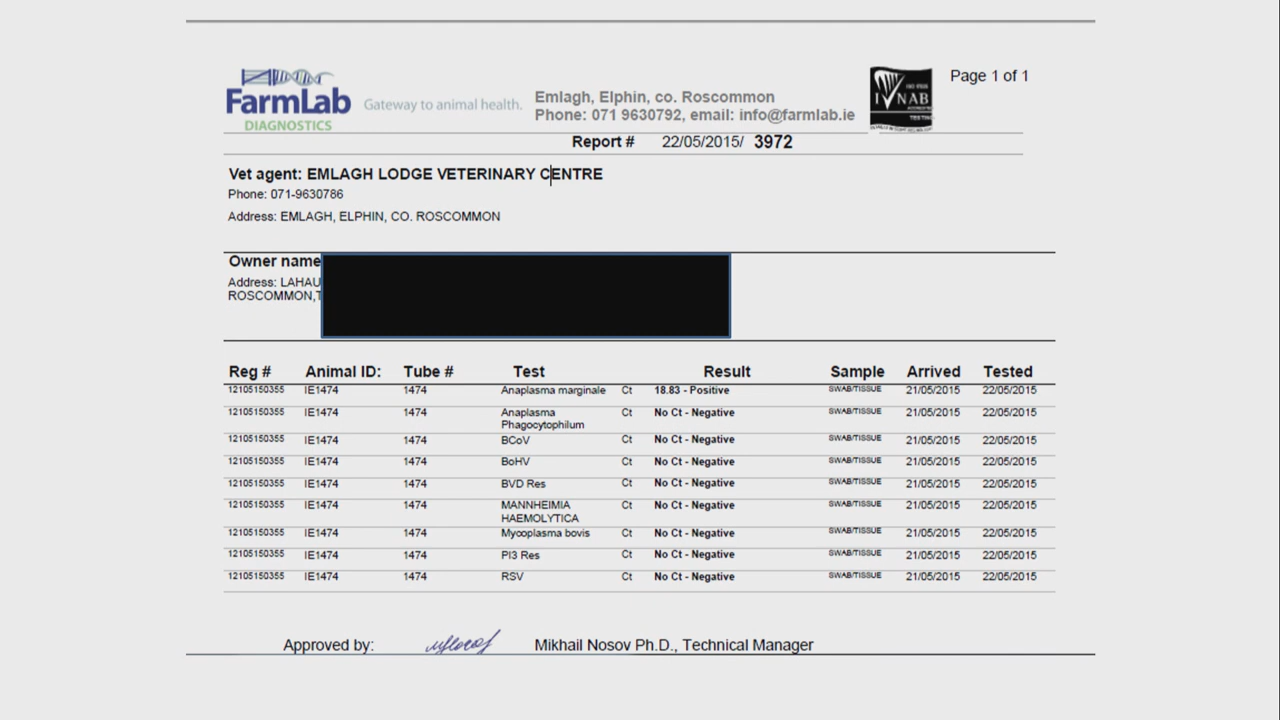 Page 1 of 1
FarmLab
DIAGNOSTICS
Gateway to animal health.
Emlagh, Elphin, co. Roscommon
Phone: 071 9630792, email: info@farmlab.ie
INAB
TESTING
Report # 22/05/2015/ 3972
Vet agent: EMLAGH LODGE VETERINARY CENTRE
Phone: 071-9630786
Address: EMLAGH, ELPHIN, CO. ROSCOMMON
Owner name
Address: LAHAU
ROSCOMMON,T
Reg # Animal ID: Tube # Test Result Sample Arrived Tested
12105150355 IE1474 1474 Anaplasma marginale Ct 18.83 - Positive SWAB/TISSUE 21/05/2015 22/05/2015
12105150355 IE1474 1474 Anaplasma Ct No Ct - Negative SWAB/TISSUE 21/05/2015 22/05/2015
Phagocytophilum
12105150355 IE1474 1474 BCoV Ct No Ct - Negative SWAB/TISSUE 21/05/2015 22/05/2015
12105150355 IE1474 1474 BoHV Ct No Ct - Negative SWAB/TISSUE 21/05/2015 22/05/2015
12105150355 IE1474 1474 BVD Res Ct No Ct - Negative SWAB/TISSUE 21/05/2015 22/05/2015
12105150355 IE1474 1474 MANNHEIMIA Ct No Ct - Negative SWAB/TISSUE 21/05/2015 22/05/2015
HAEMOLYTICA
12105150355 IE1474 1474 Mycoplasma bovis Ct No Ct - Negative SWAB/TISSUE 21/05/2015 22/05/2015
12105150355 IE1474 1474 PI3 Res Ct No Ct - Negative SWAB/TISSUE 21/05/2015 22/05/2015
12105150355 IE1474 1474 RSV Ct No Ct - Negative SWAB/TISSUE 21/05/2015 22/05/2015
Approved by: Mikhail Nosov Ph.D., Technical Manager